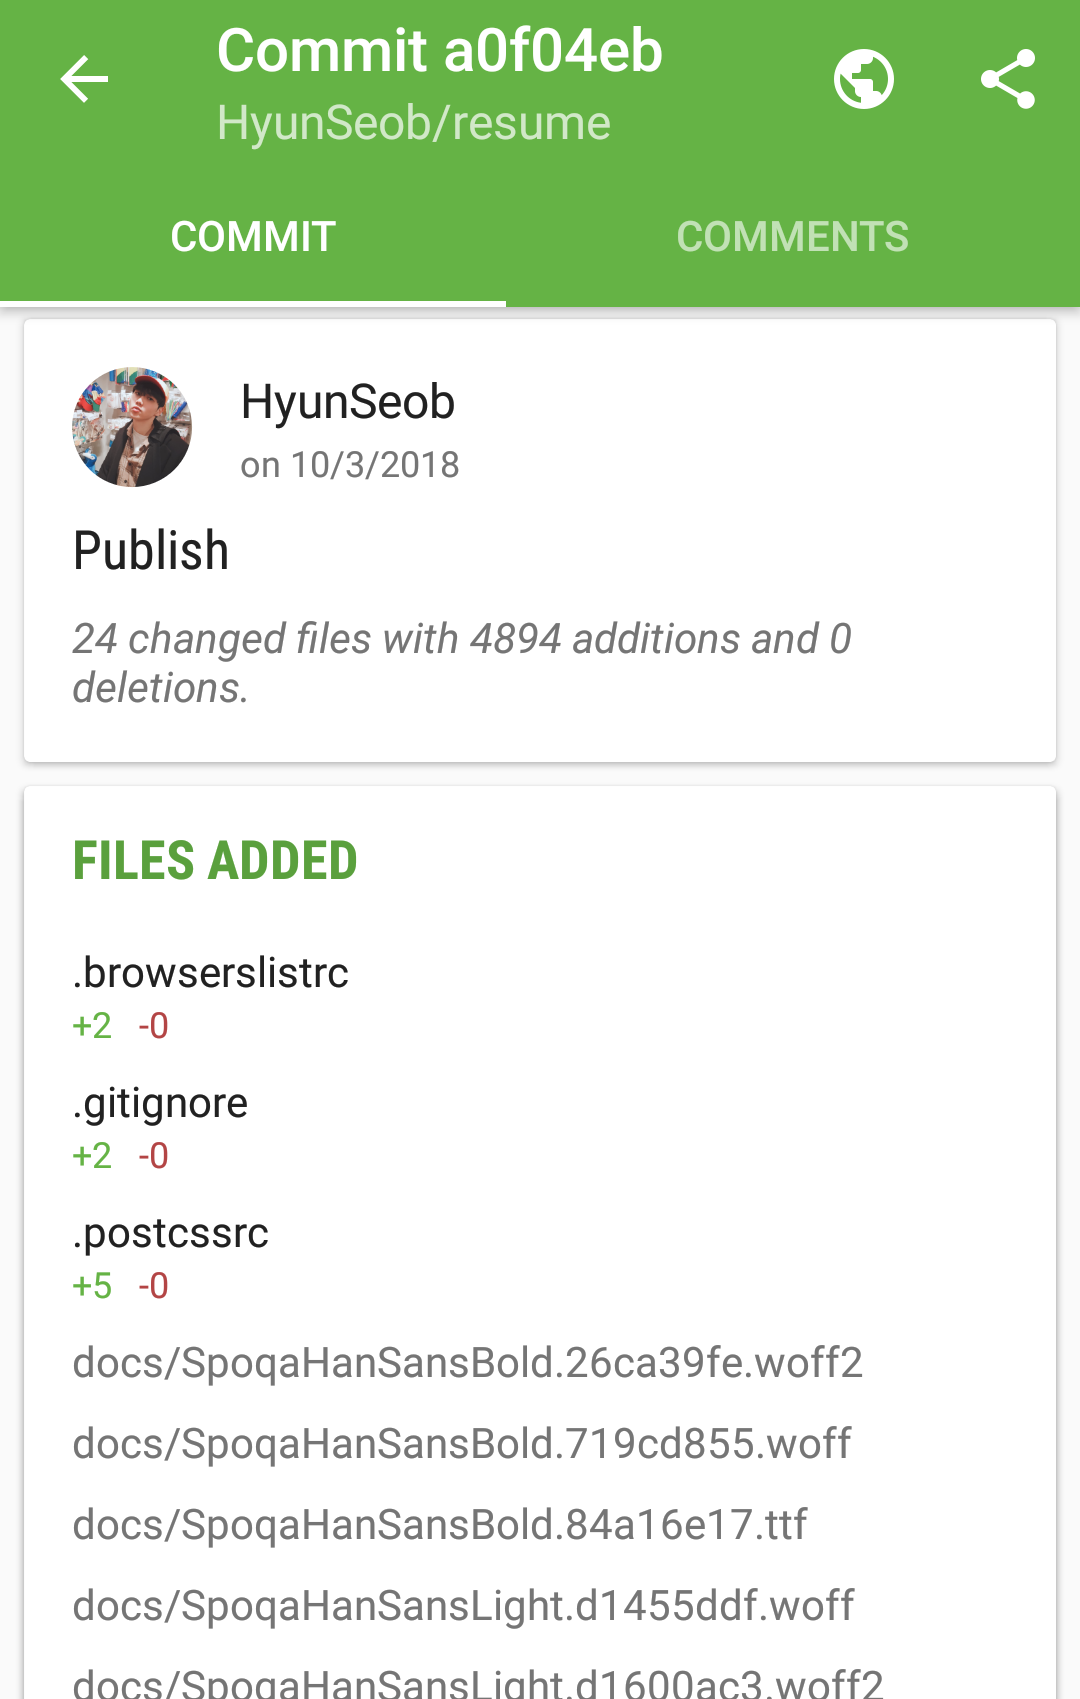 Commit a0f04eb
HyunSeob/resume
COMMIT
COMMENTS
HyunSeob
on 10/3/2018
Publish
24 changed files with 4894 additions and 0
deletions.
FILES ADDED
.browserslistrc
+2 -0
.gitignore
+2 -0
.postcssrc
+5 -0
docs/SpoqaHanSansBold.26ca39fe.woff2
docs/SpoqaHanSansBold.719cd855.woff
docs/SpoqaHanSansBold.84a16e17.ttf
docs/SpoqaHanSansLight.d1455ddf.woff
docs/SpoqaHanSansLight.d1600ac3.woff2